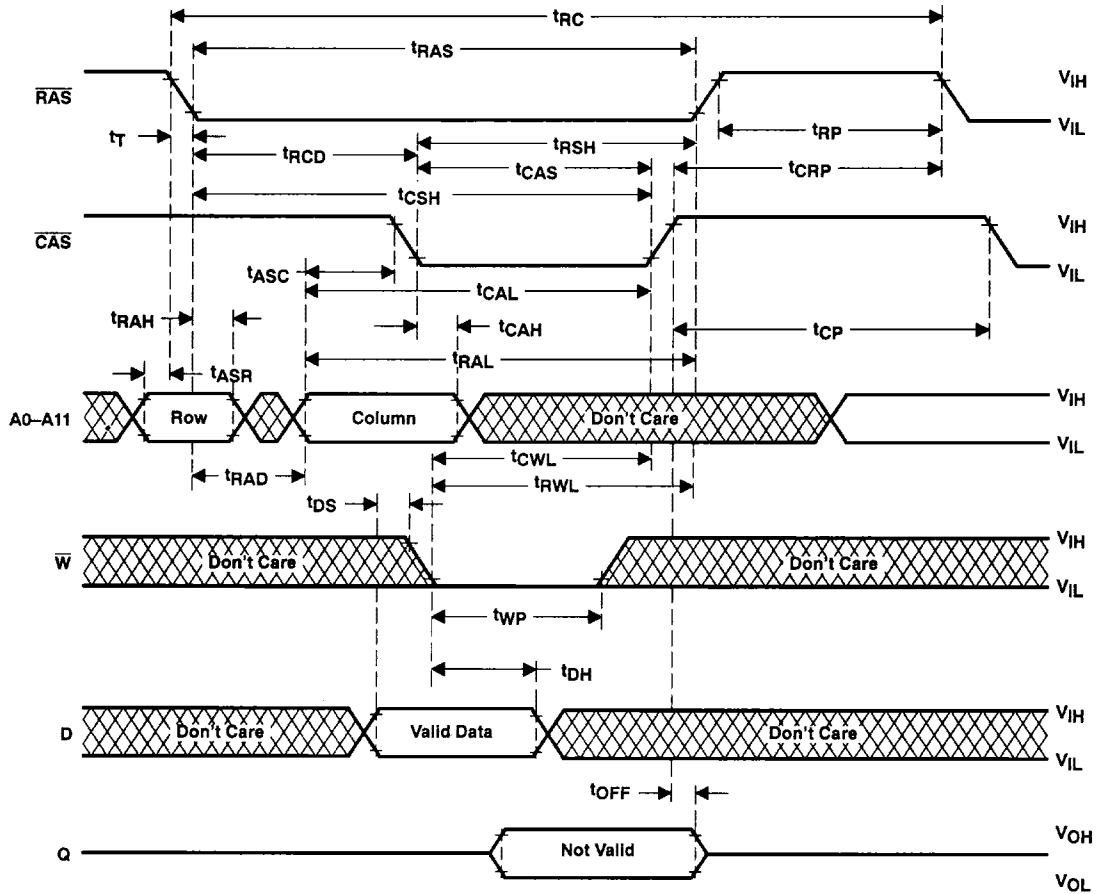 tRC
tRAS
RAS
VIH
VIL
tT
tRP
tRCD
tRSH
tCAS
tCRP
tCSH
CAS
VIH
VIL
tASC
tCAL
tRAH
tCAH
tCP
tRAL
tASR
A0–A11
Row
Column
Don't Care
VIH
VIL
tCWL
tRAD
tRWL
tDS
W
Don't Care
Don't Care
VIH
VIL
tWP
tDH
D
Don't Care
Valid Data
Don't Care
VIH
VIL
tOFF
Q
Not Valid
VOH
VOL